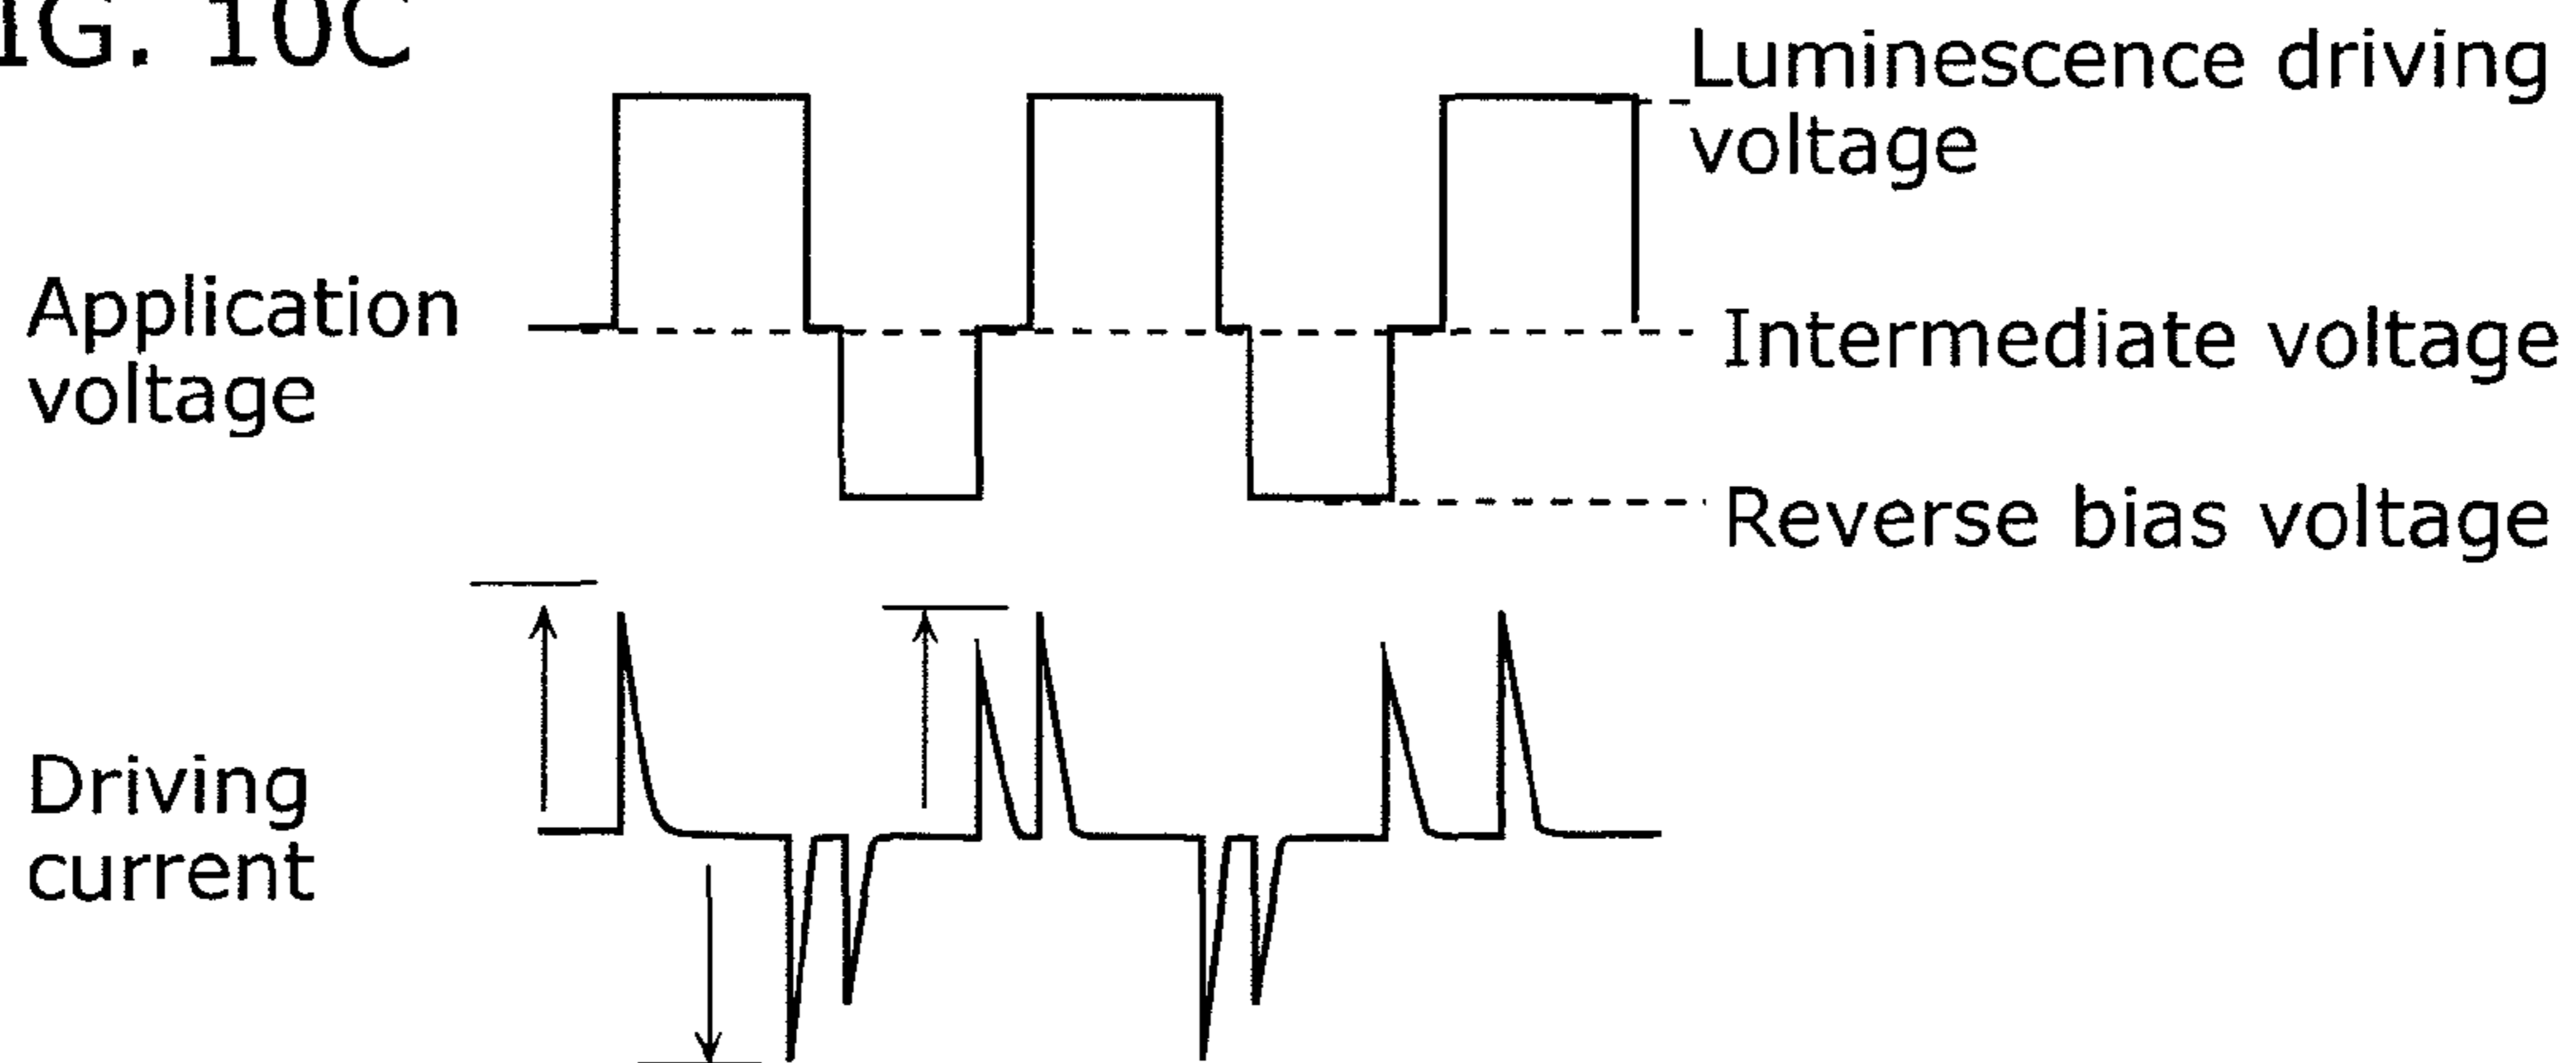 IG. 10C
Luminescence driving
voltage
Application
voltage
Intermediate voltage
Reverse bias voltage
Driving
current